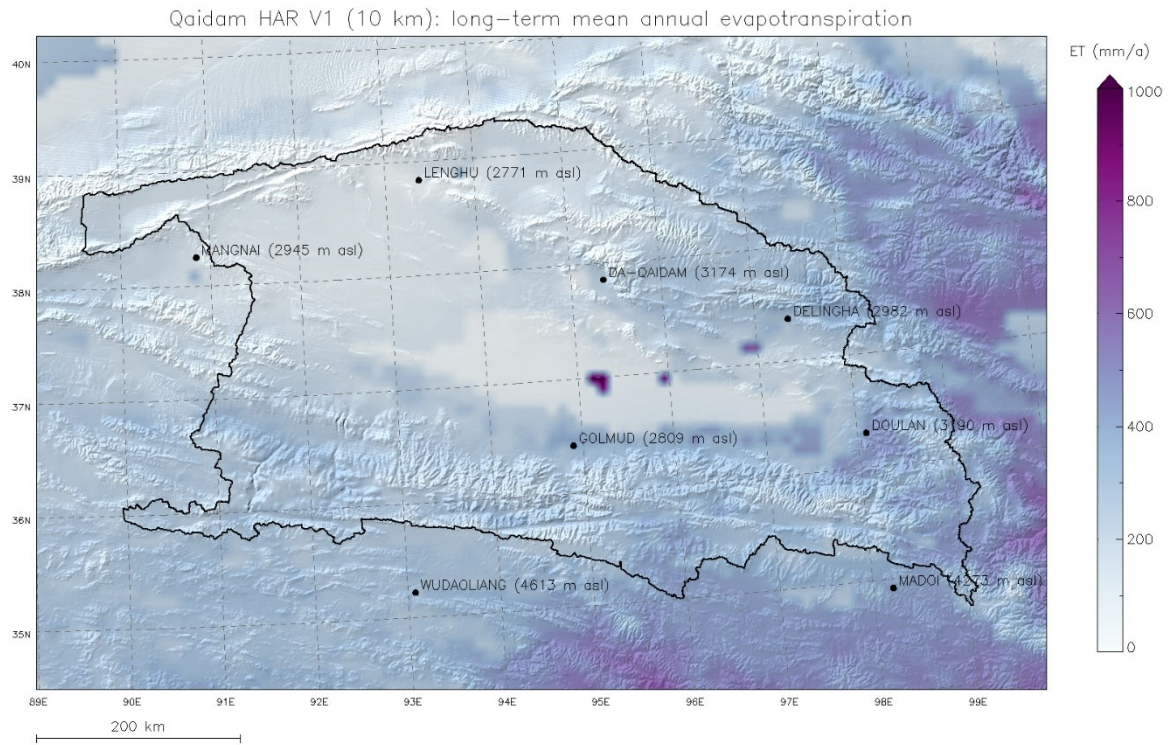 Qaidam HAR V1 (10 km): long-term mean annual evapotranspiration
ET (mm/a)
40N
39N
38N
37N
36N
35N
LENGHU (2771 m asl)
MANGNAI (2945 m asl)
DA-QAIDAM (3174 m asl)
DELINGHA (2982 m asl)
DOULAN (3190 m asl)
GOLMUD (2809 m asl)
WUDAOLIANG (4613 m asl)
MADOI (4273 m asl)
1000
800
600
400
200
0
89E 90E 91E 92E 93E 94E 95E 96E 97E 98E 99E
200 km